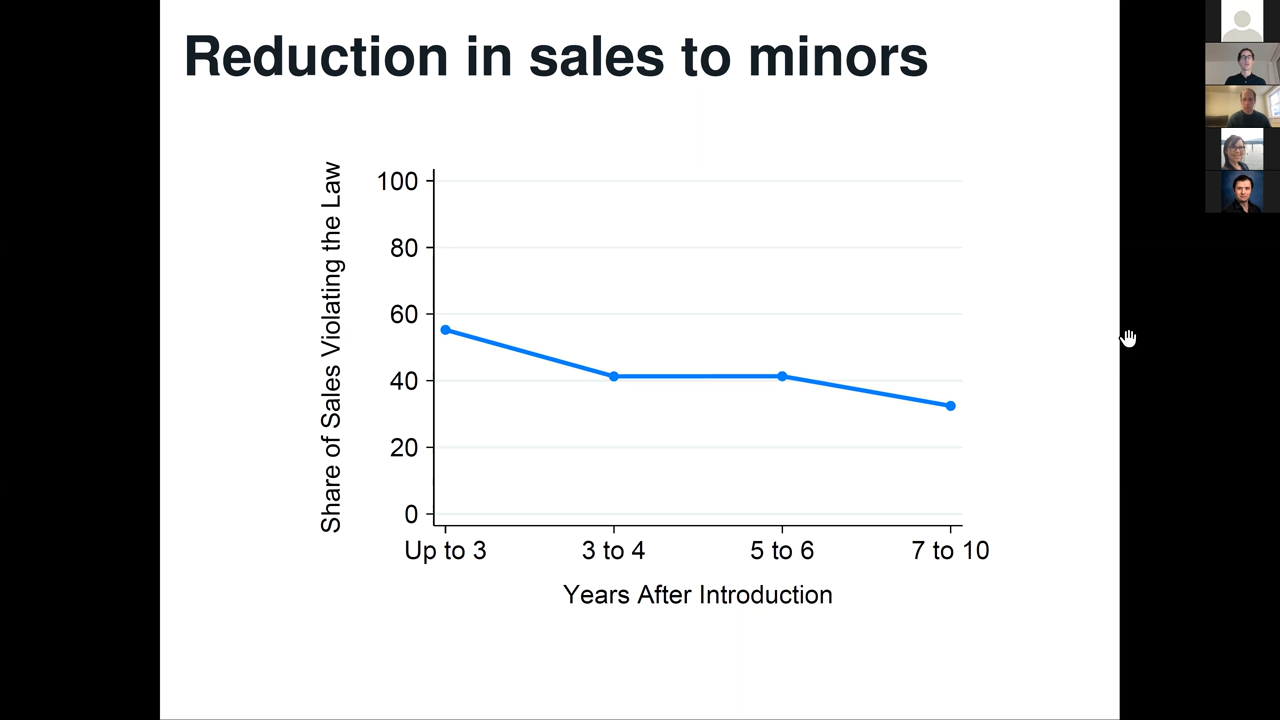 Reduction in sales to minors
Share of Sales Violating the Law
100
80
60
40
20
0
Up to 3 3 to 4 5 to 6 7 to 10
Years After Introduction